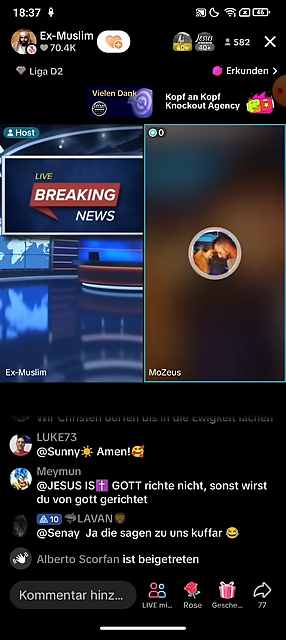 18:37
46
Ex-Muslim
70.4K
40+
JESUS
40+
582
Liga D2
Erkunden >
Vielen Dank
Kopf an Kopf
Knockout Agency
Host
0
LIVE
BREAKING
NEWS
Ex-Muslim
MoZeus
Wir Christen dürfen bis in die Ewigkeit lachen
LUKE73
@Sunny☀️ Amen!🥰
Meymun
@JESUS IS✝️ GOTT richte nicht, sonst wirst
du von gott gerichtet
10 🦈LAVAN🦁
@Senay Ja die sagen zu uns kuffar 😂
Alberto Scorfan ist beigetreten
Kommentar hinz...
LIVE mi...
Rose
Gesche...
77